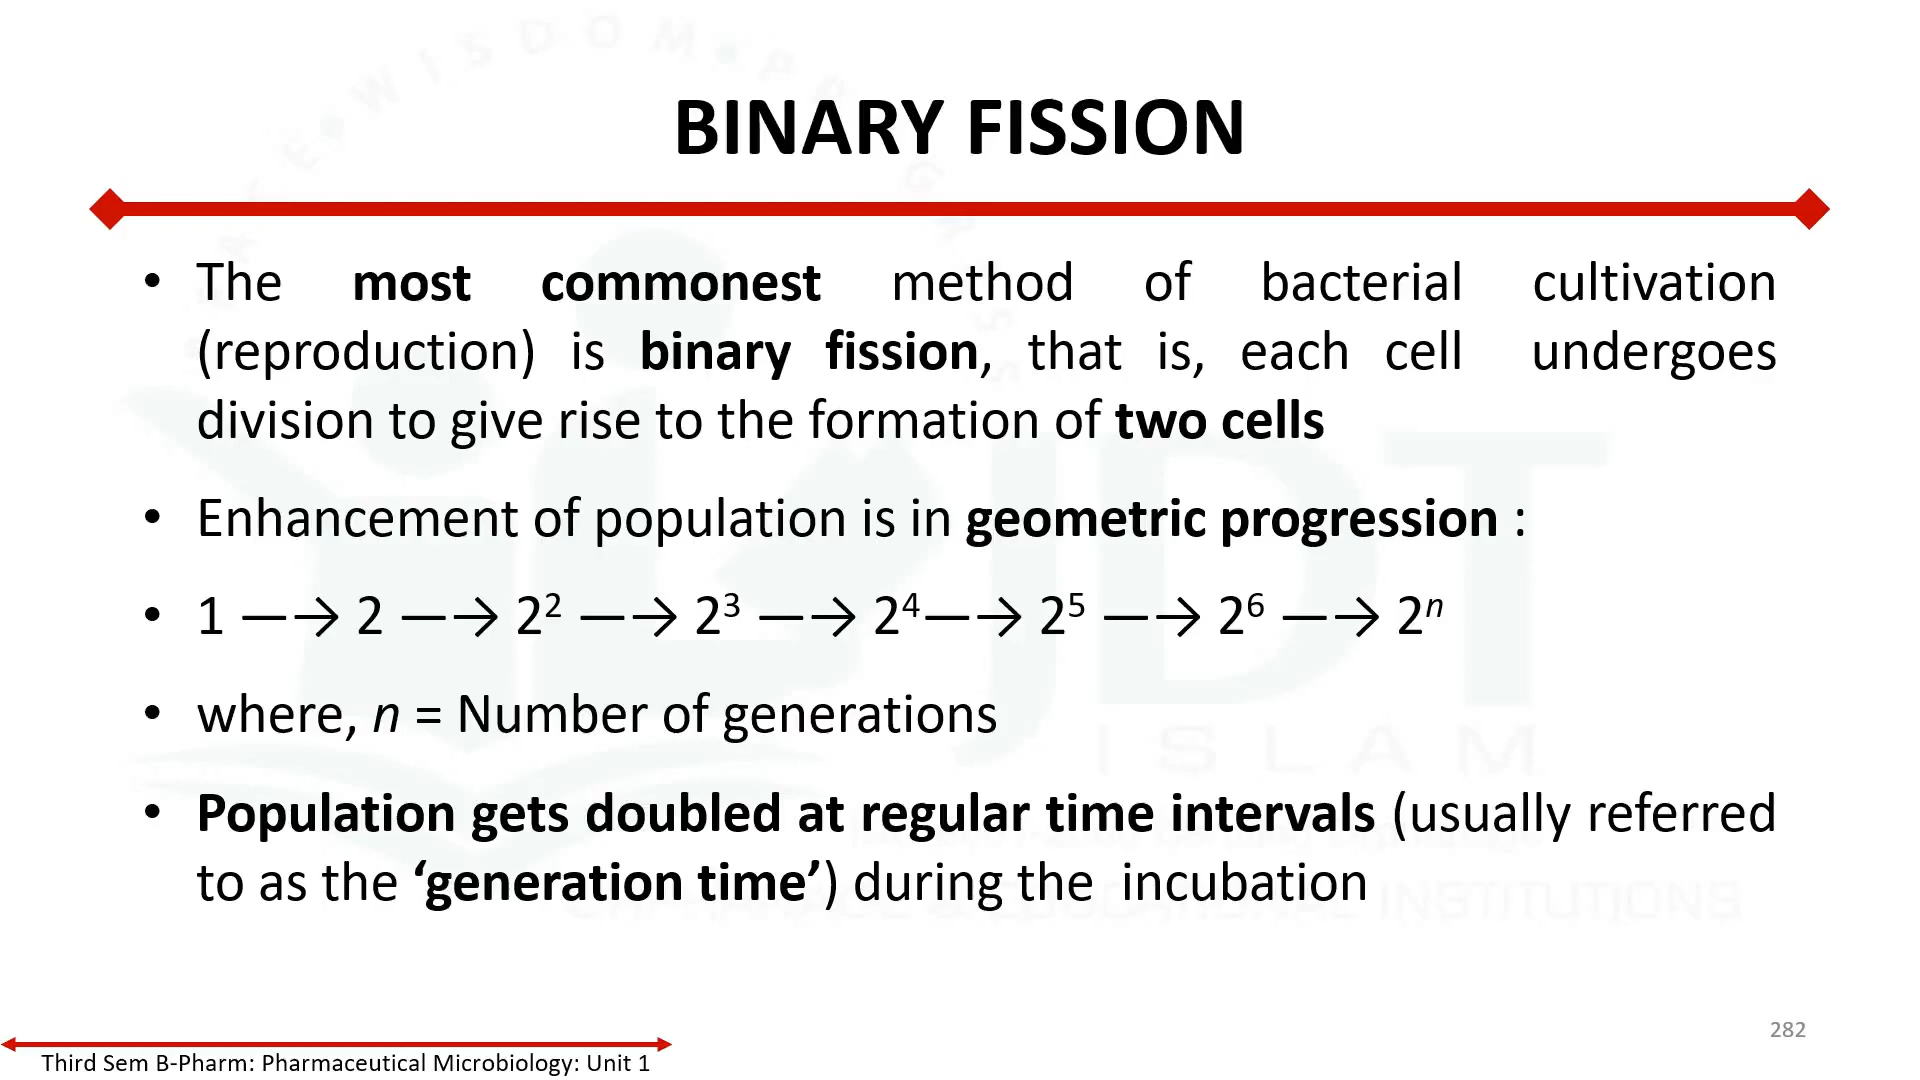 BINARY FISSION
• The most commonest method of bacterial cultivation
(reproduction) is binary fission, that is, each cell undergoes
division to give rise to the formation of two cells
• Enhancement of population is in geometric progression :
• 1 —→ 2 —→ 2² —→ 2³ —→ 2⁴—→ 2⁵ —→ 2⁶ —→ 2ⁿ
• where, n = Number of generations
• Population gets doubled at regular time intervals (usually referred
to as the ‘generation time’) during the incubation
JDT
ISLAM
INSTITUTIONS
282
Third Sem B-Pharm: Pharmaceutical Microbiology: Unit 1